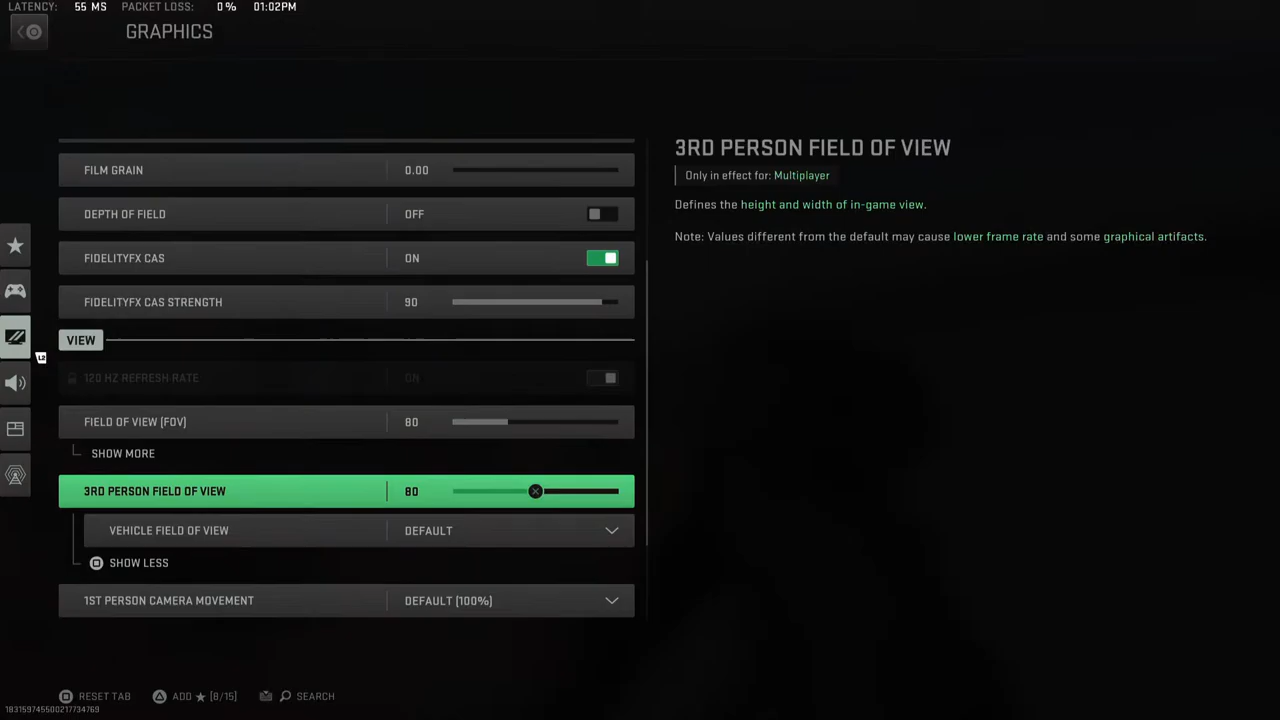 LATENCY: 55 MS PACKET LOSS: 0 % 01:02PM
GRAPHICS
FILM GRAIN 0.00
DEPTH OF FIELD OFF
FIDELITYFX CAS ON
FIDELITYFX CAS STRENGTH 90
VIEW
120 HZ REFRESH RATE ON
L2
FIELD OF VIEW (FOV) 80
SHOW MORE
3RD PERSON FIELD OF VIEW 80
VEHICLE FIELD OF VIEW DEFAULT
SHOW LESS
1ST PERSON CAMERA MOVEMENT DEFAULT (100%)
3RD PERSON FIELD OF VIEW
Only in effect for: Multiplayer
Defines the height and width of in-game view.
Note: Values different from the default may cause lower frame rate and some graphical artifacts.
RESET TAB ADD ★ [8/15] SEARCH
18315974550021773476​9